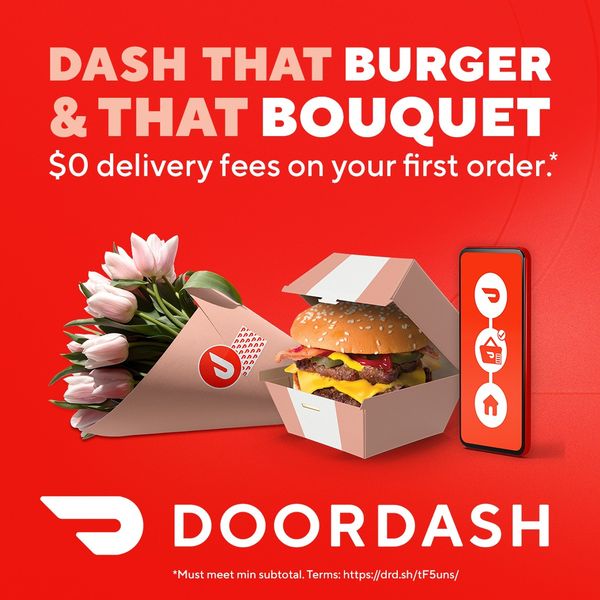 DASH THAT BURGER
& THAT BOUQUET
$0 delivery fees on your first order.*
DOORDASH
*Must meet min subtotal. Terms: https://drd.sh/tF5uns/